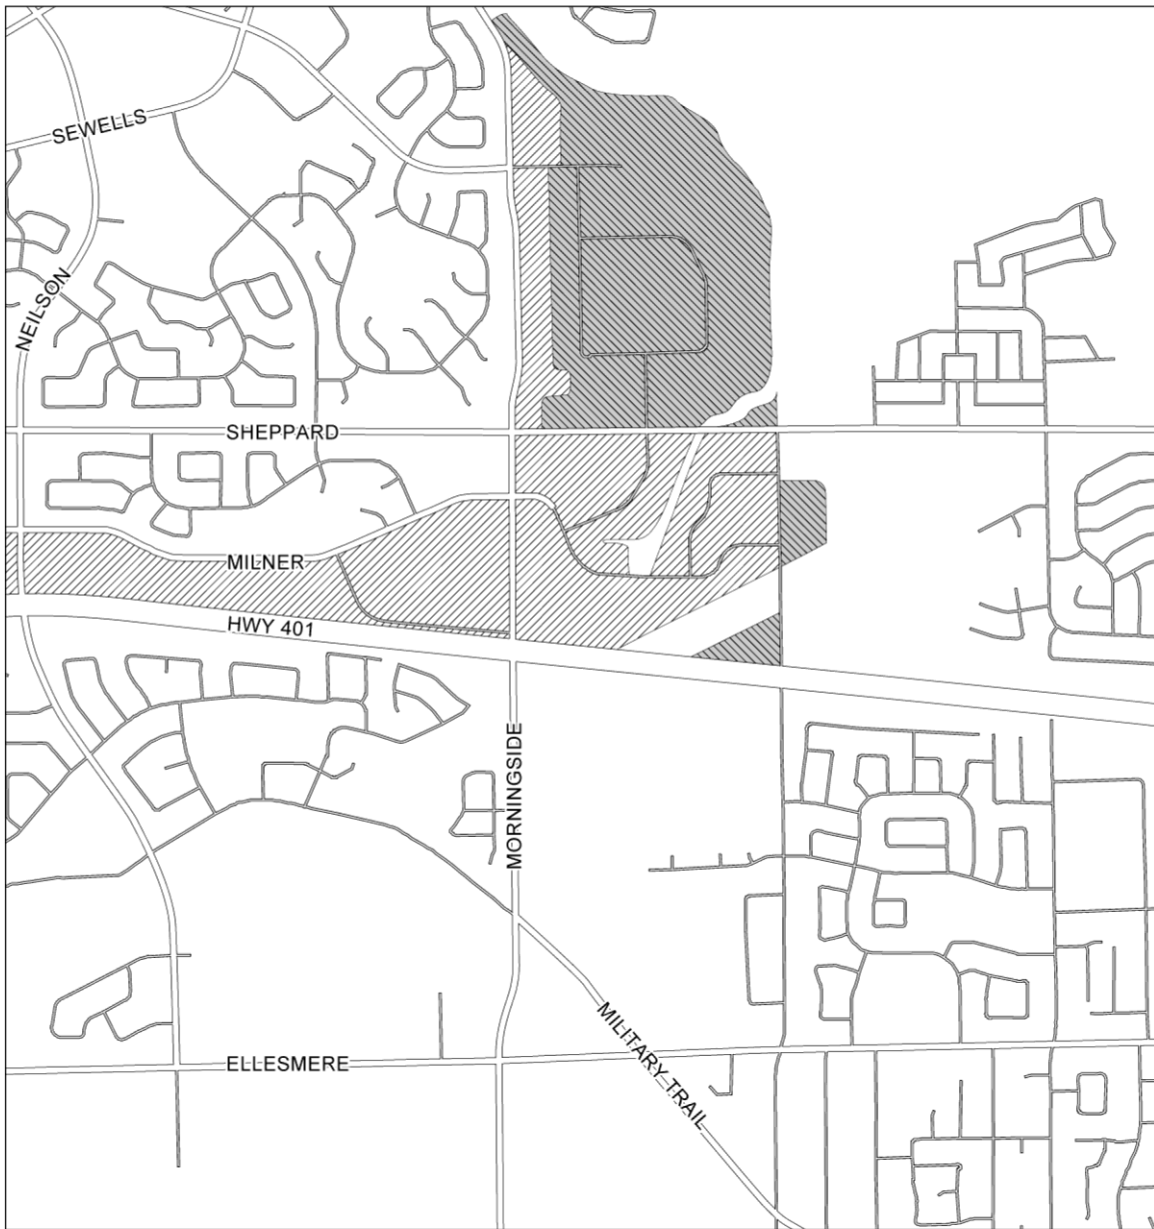 SEWELLS
NEILSON
SHEPPARD
MILNER
HWY 401
MORNINGSIDE
MILITARY TRAIL
ELLESMERE